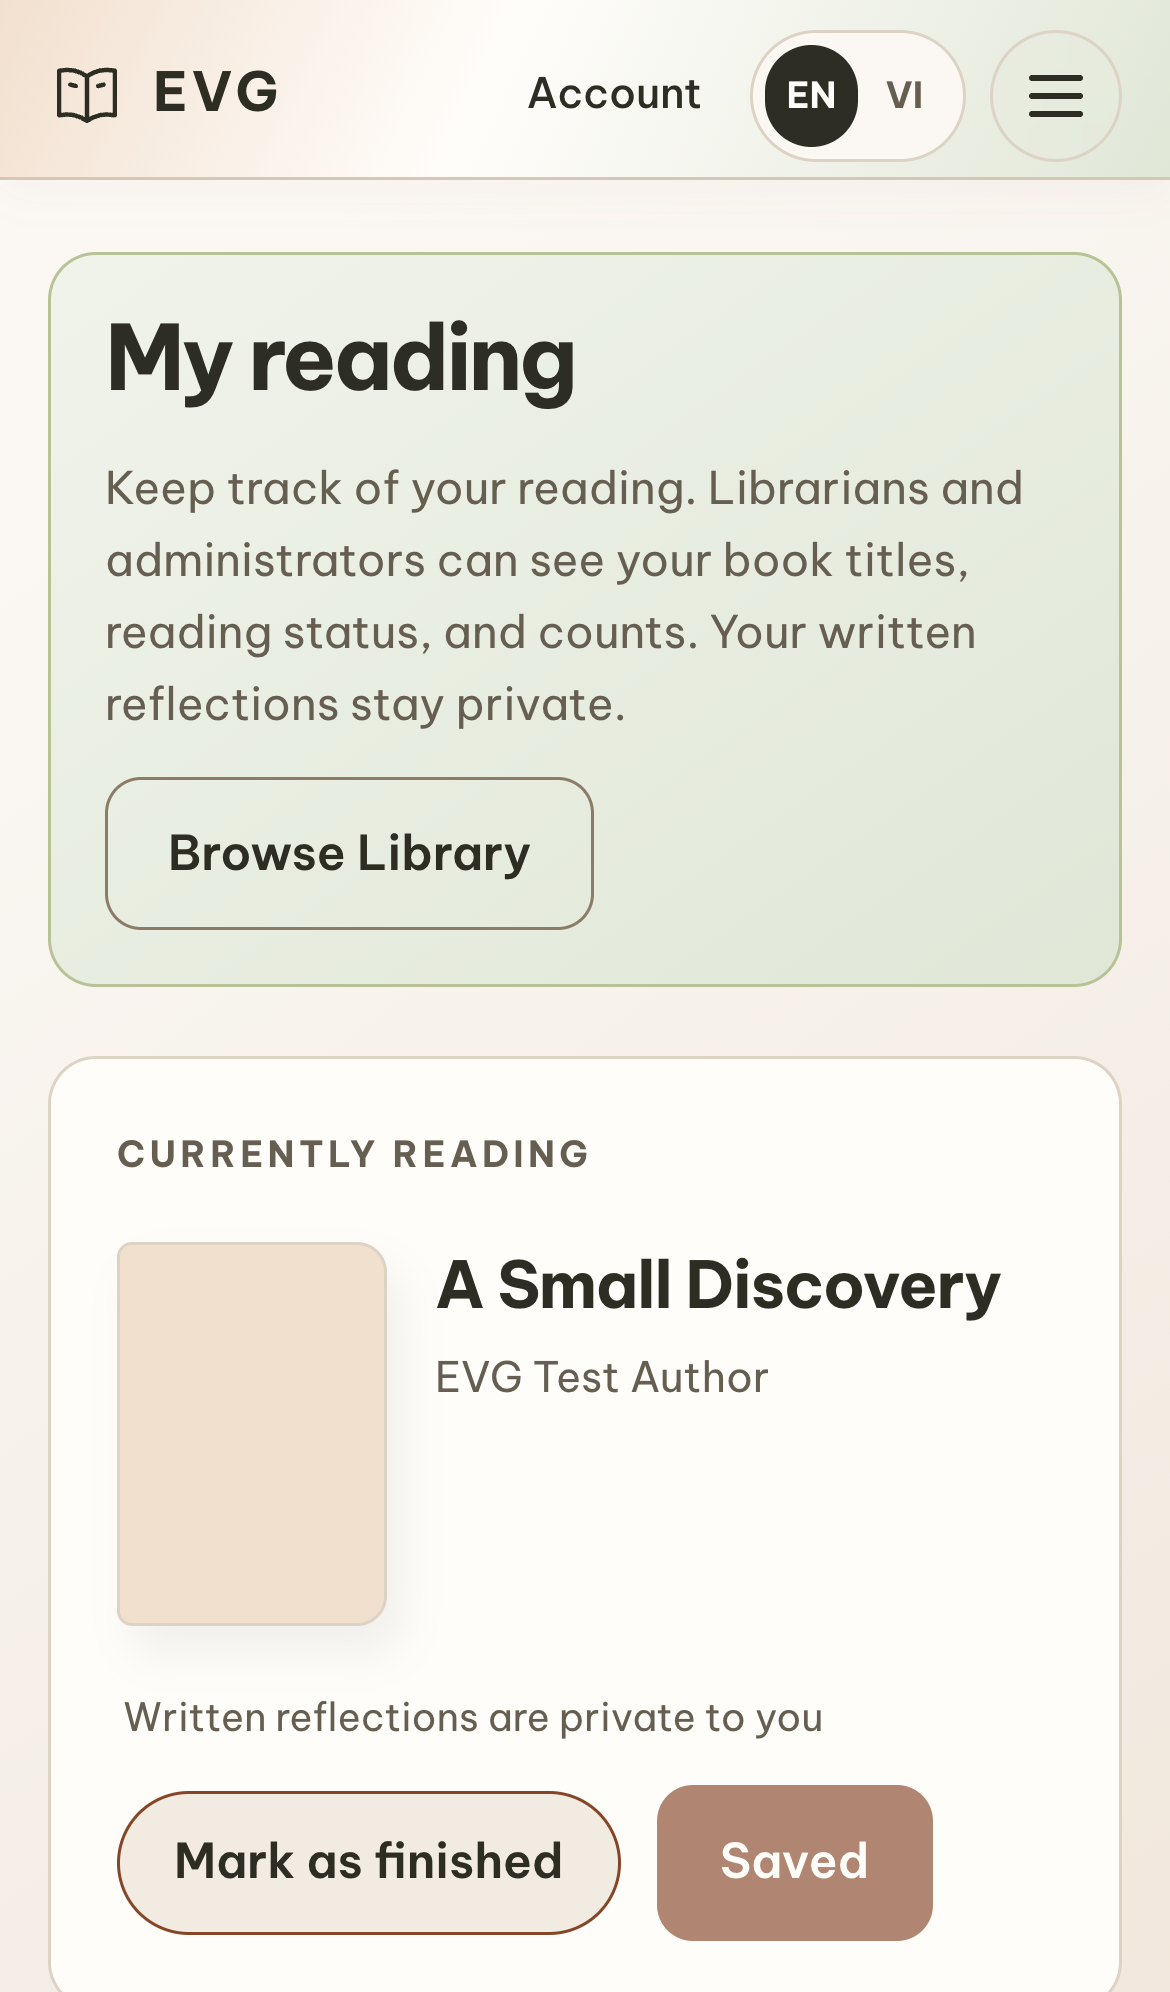 EVG
Account
EN
VI
My reading
Keep track of your reading. Librarians and
administrators can see your book titles,
reading status, and counts. Your written
reflections stay private.
Browse Library
CURRENTLY READING
A Small Discovery
EVG Test Author
Written reflections are private to you
Mark as finished
Saved